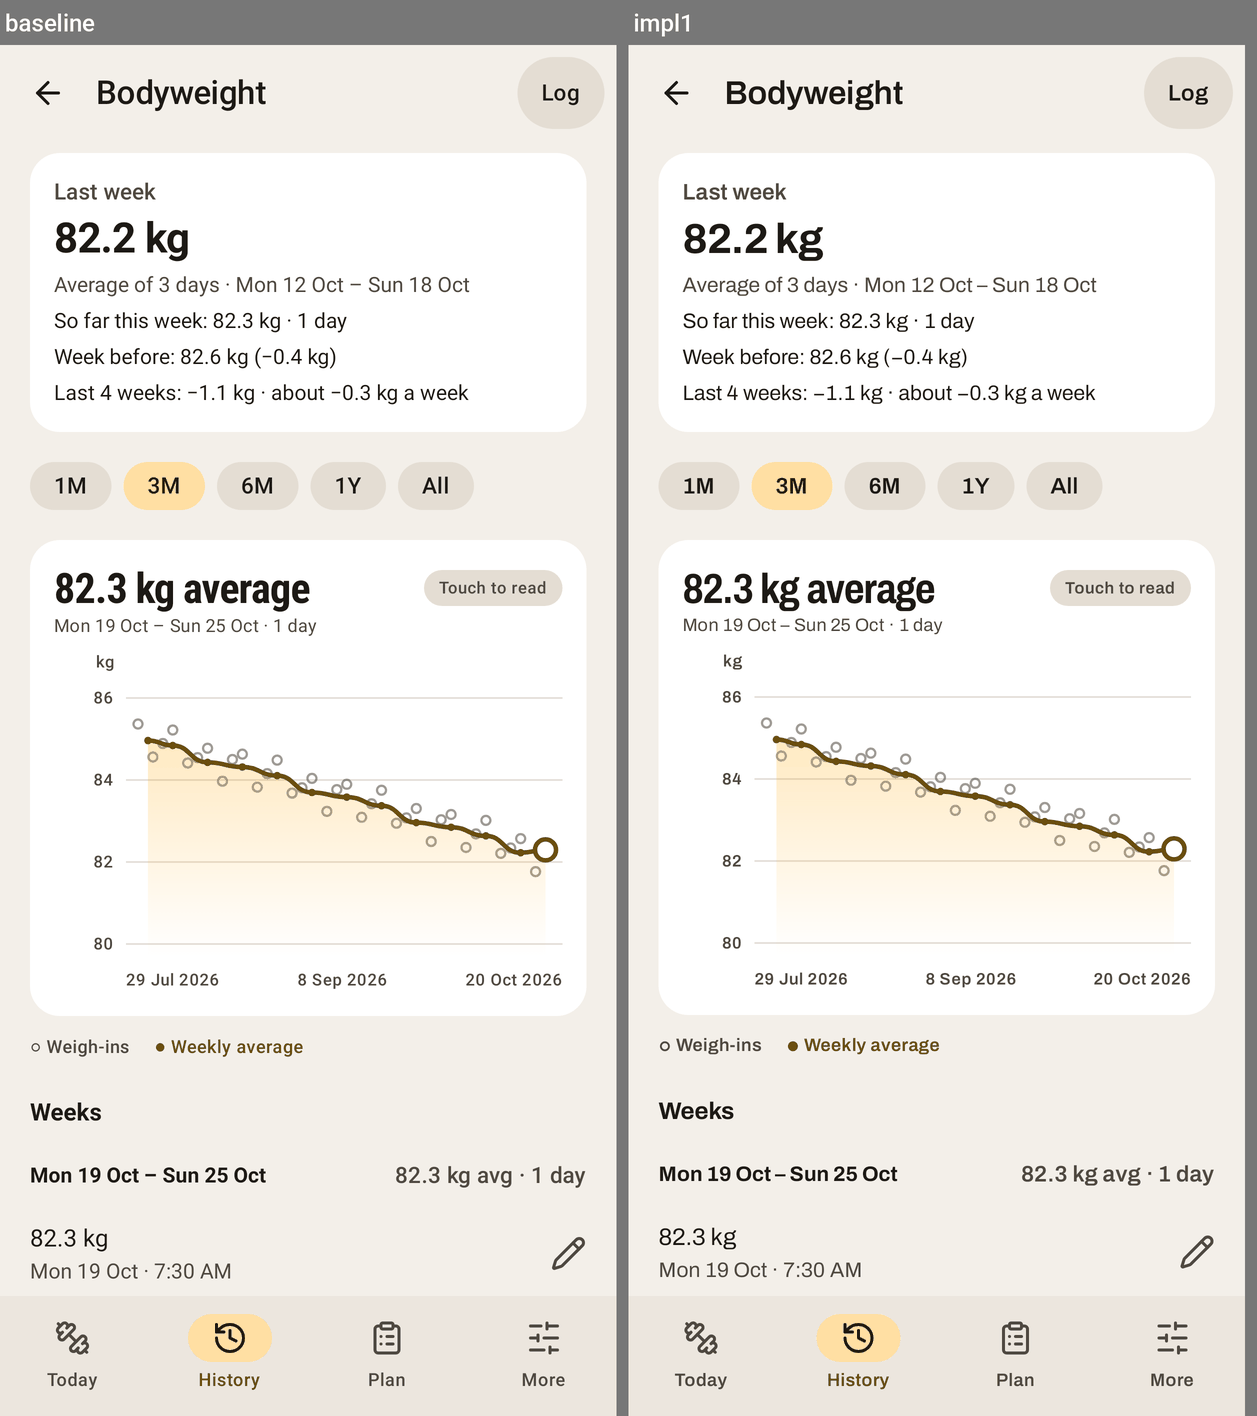 baseline
Bodyweight
Log
Last week
82.2 kg
Average of 3 days · Mon 12 Oct – Sun 18 Oct
So far this week: 82.3 kg · 1 day
Week before: 82.6 kg (−0.4 kg)
Last 4 weeks: −1.1 kg · about −0.3 kg a week
1M 3M 6M 1Y All
82.3 kg average
Touch to read
Mon 19 Oct – Sun 25 Oct · 1 day
kg
86
84
82
80
29 Jul 2026 8 Sep 2026 20 Oct 2026
Weigh-ins Weekly average
Weeks
Mon 19 Oct – Sun 25 Oct 82.3 kg avg · 1 day
82.3 kg
Mon 19 Oct · 7:30 AM
Today History Plan More
impl1
Bodyweight
Log
Last week
82.2 kg
Average of 3 days · Mon 12 Oct – Sun 18 Oct
So far this week: 82.3 kg · 1 day
Week before: 82.6 kg (−0.4 kg)
Last 4 weeks: −1.1 kg · about −0.3 kg a week
1M 3M 6M 1Y All
82.3 kg average
Touch to read
Mon 19 Oct – Sun 25 Oct · 1 day
kg
86
84
82
80
29 Jul 2026 8 Sep 2026 20 Oct 2026
Weigh-ins Weekly average
Weeks
Mon 19 Oct – Sun 25 Oct 82.3 kg avg · 1 day
82.3 kg
Mon 19 Oct · 7:30 AM
Today History Plan More